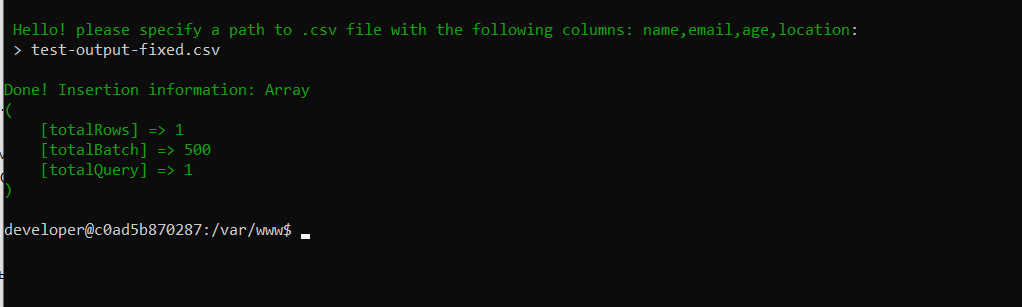 Hello! please specify a path to .csv file with the following columns: name,email,age,location:
> test-output-fixed.csv
Done! Insertion information: Array
(
[totalRows] => 1
[totalBatch] => 500
[totalQuery] => 1
)
developer@c0ad5b870287:/var/www$